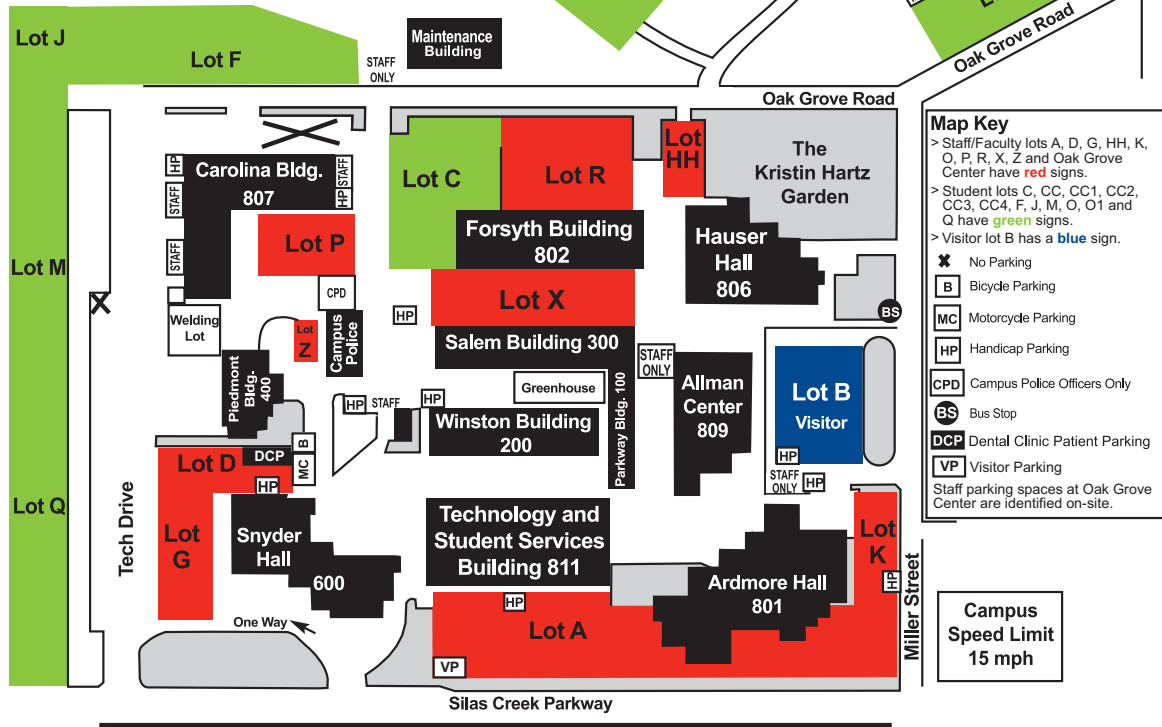 Lot J
Lot F
STAFF
ONLY
Maintenance
Building
L
Oak Grove Road
Oak Grove Road
HP
STAFF
STAFF
Carolina Bldg.
807
STAFF
HP
Lot P
Lot C
Lot R
Lot
HH
The
Kristin Hartz
Garden
Forsyth Building
802
Hauser
Hall
806
Lot M
CPD
Lot X
HP
BS
Welding
Lot
Lot
Z
Campus
Police
Salem Building 300
STAFF
ONLY
Piedmont
Bldg.
400
Greenhouse
Parkway Bldg. 100
Allman
Center
809
Lot B
Visitor
HP
STAFF
HP
Winston Building
200
B
MC
DCP
Lot D
HP
HP
STAFF
ONLY
HP
Lot Q
Tech Drive
Lot
G
Snyder
Hall
600
Technology and
Student Services
Building 811
Lot
K
HP
Ardmore Hall
801
Miller Street
One Way
HP
Lot A
VP
Silas Creek Parkway
Map Key
> Staff/Faculty lots A, D, G, HH, K,
O, P, R, X, Z and Oak Grove
Center have red signs.
> Student lots C, CC, CC1, CC2,
CC3, CC4, F, J, M, O, O1 and
Q have green signs.
> Visitor lot B has a blue sign.
No Parking
B Bicycle Parking
MC Motorcycle Parking
HP Handicap Parking
CPD Campus Police Officers Only
BS Bus Stop
DCP Dental Clinic Patient Parking
VP Visitor Parking
Staff parking spaces at Oak Grove
Center are identified on-site.
Campus
Speed Limit
15 mph